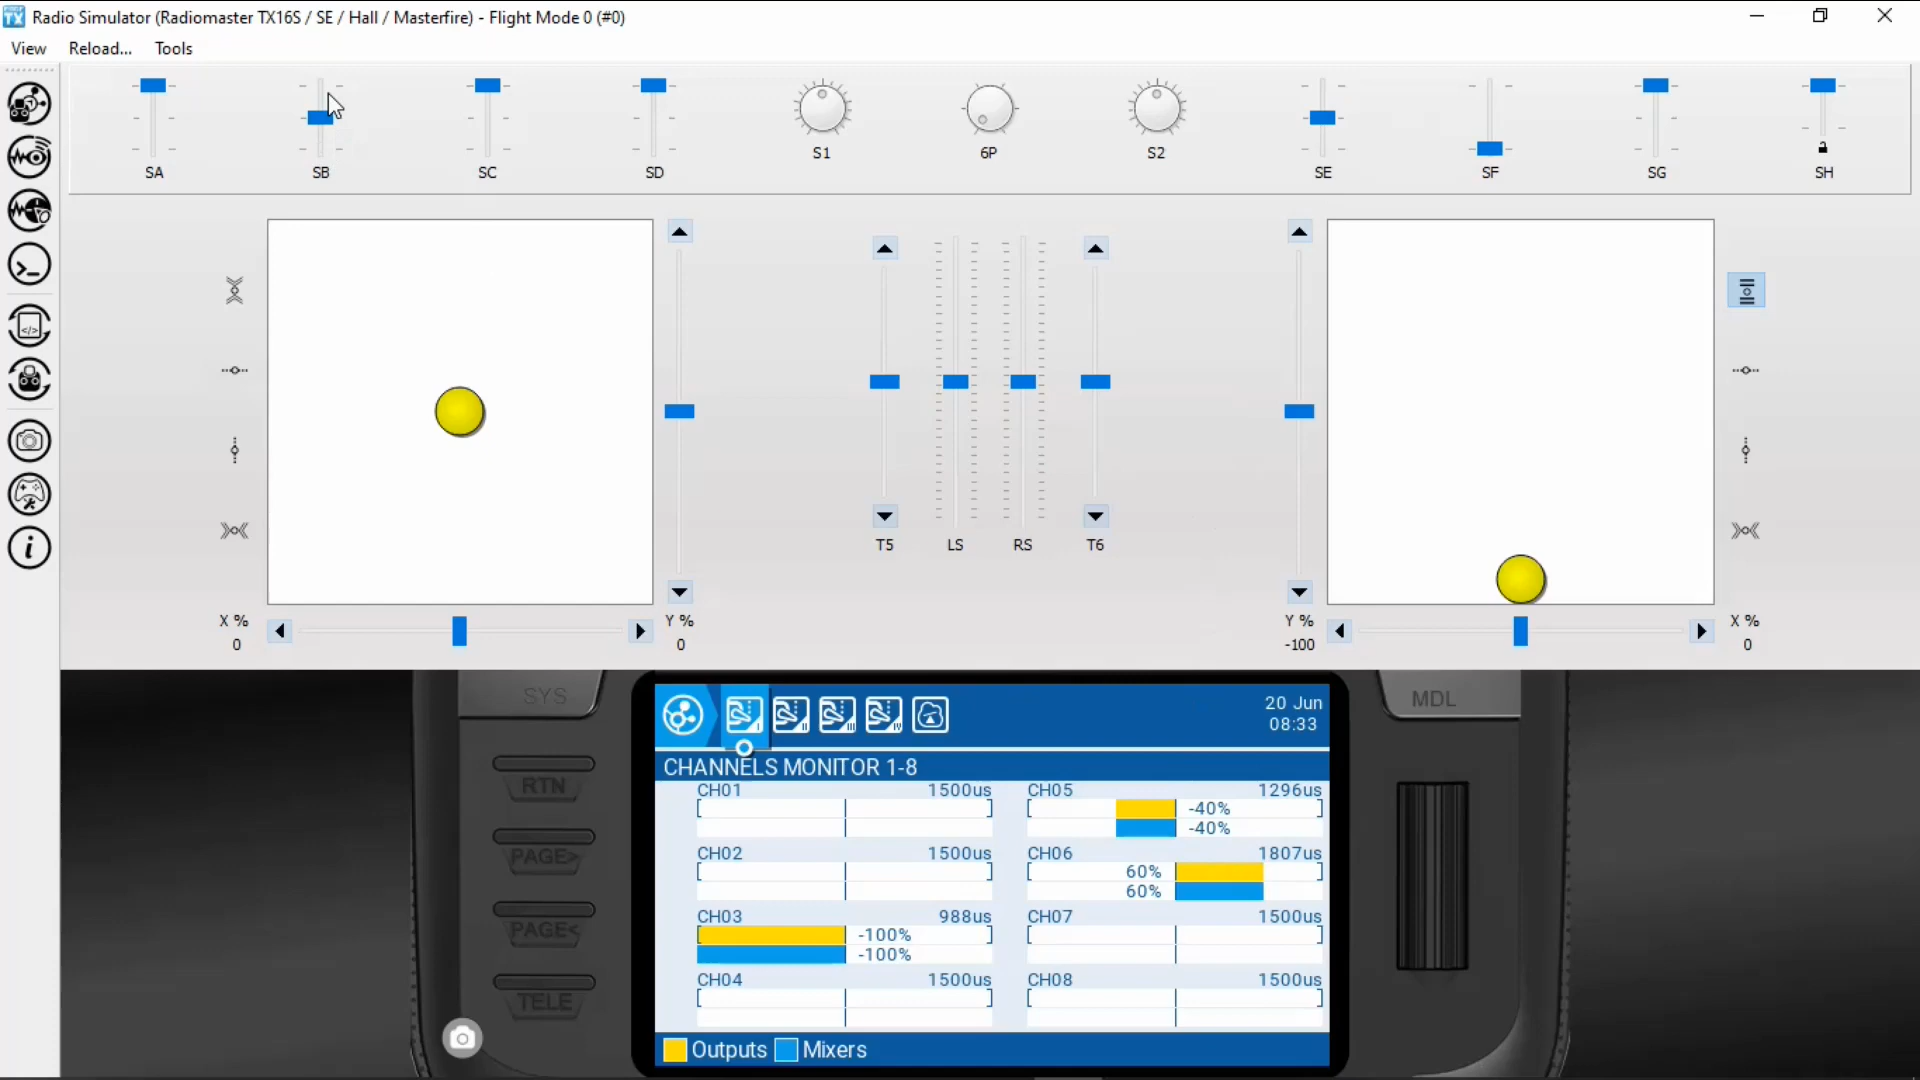 Radio Simulator (Radiomaster TX16S / SE / Hall / Masterfire) - Flight Mode 0 (#0)
View Reload... Tools
SA SB SC SD S1 6P S2 SE SF SG SH
T5 LS RS T6
X % Y % Y % X %
0 0 -100 0
SYS MDL
20 Jun
08:33
CHANNELS MONITOR 1-8
CH01 1500us CH05 1296us
-40%
-40%
CH02 1500us CH06 1807us
60%
60%
CH03 988us CH07 1500us
-100%
-100%
CH04 1500us CH08 1500us
Outputs Mixers
RTN
PAGE>
PAGE<
TELE